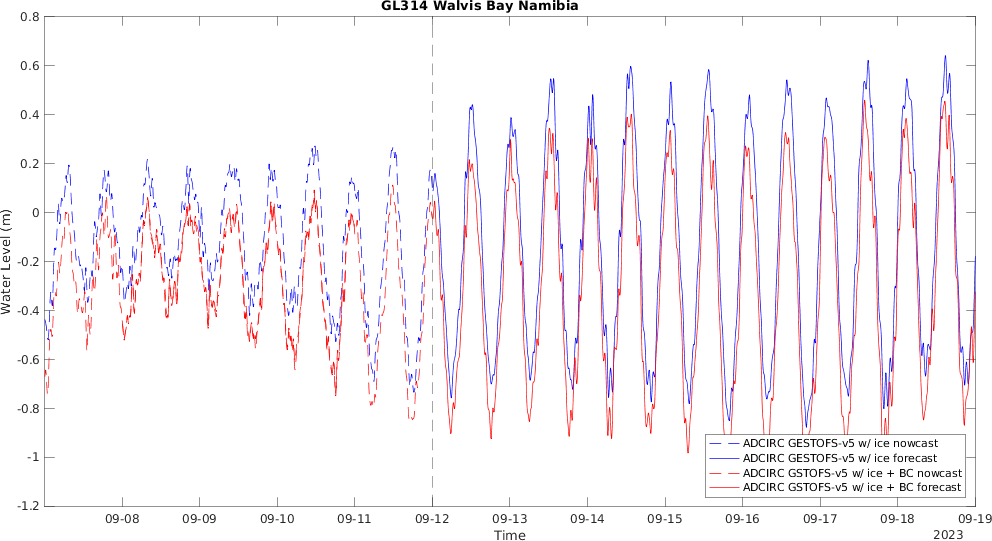 GL314 Walvis Bay Namibia
0.8
0.6
0.4
0.2
0
-0.2
-0.4
-0.6
-0.8
-1
-1.2
Water Level (m)
ADCIRC GESTOFS-v5 w/ ice nowcast
ADCIRC GESTOFS-v5 w/ ice forecast
ADCIRC GSTOFS-v5 w/ ice + BC nowcast
ADCIRC GSTOFS-v5 w/ ice + BC forecast
09-08 09-09 09-10 09-11 09-12 09-13 09-14 09-15 09-16 09-17 09-18 09-19
Time
2023